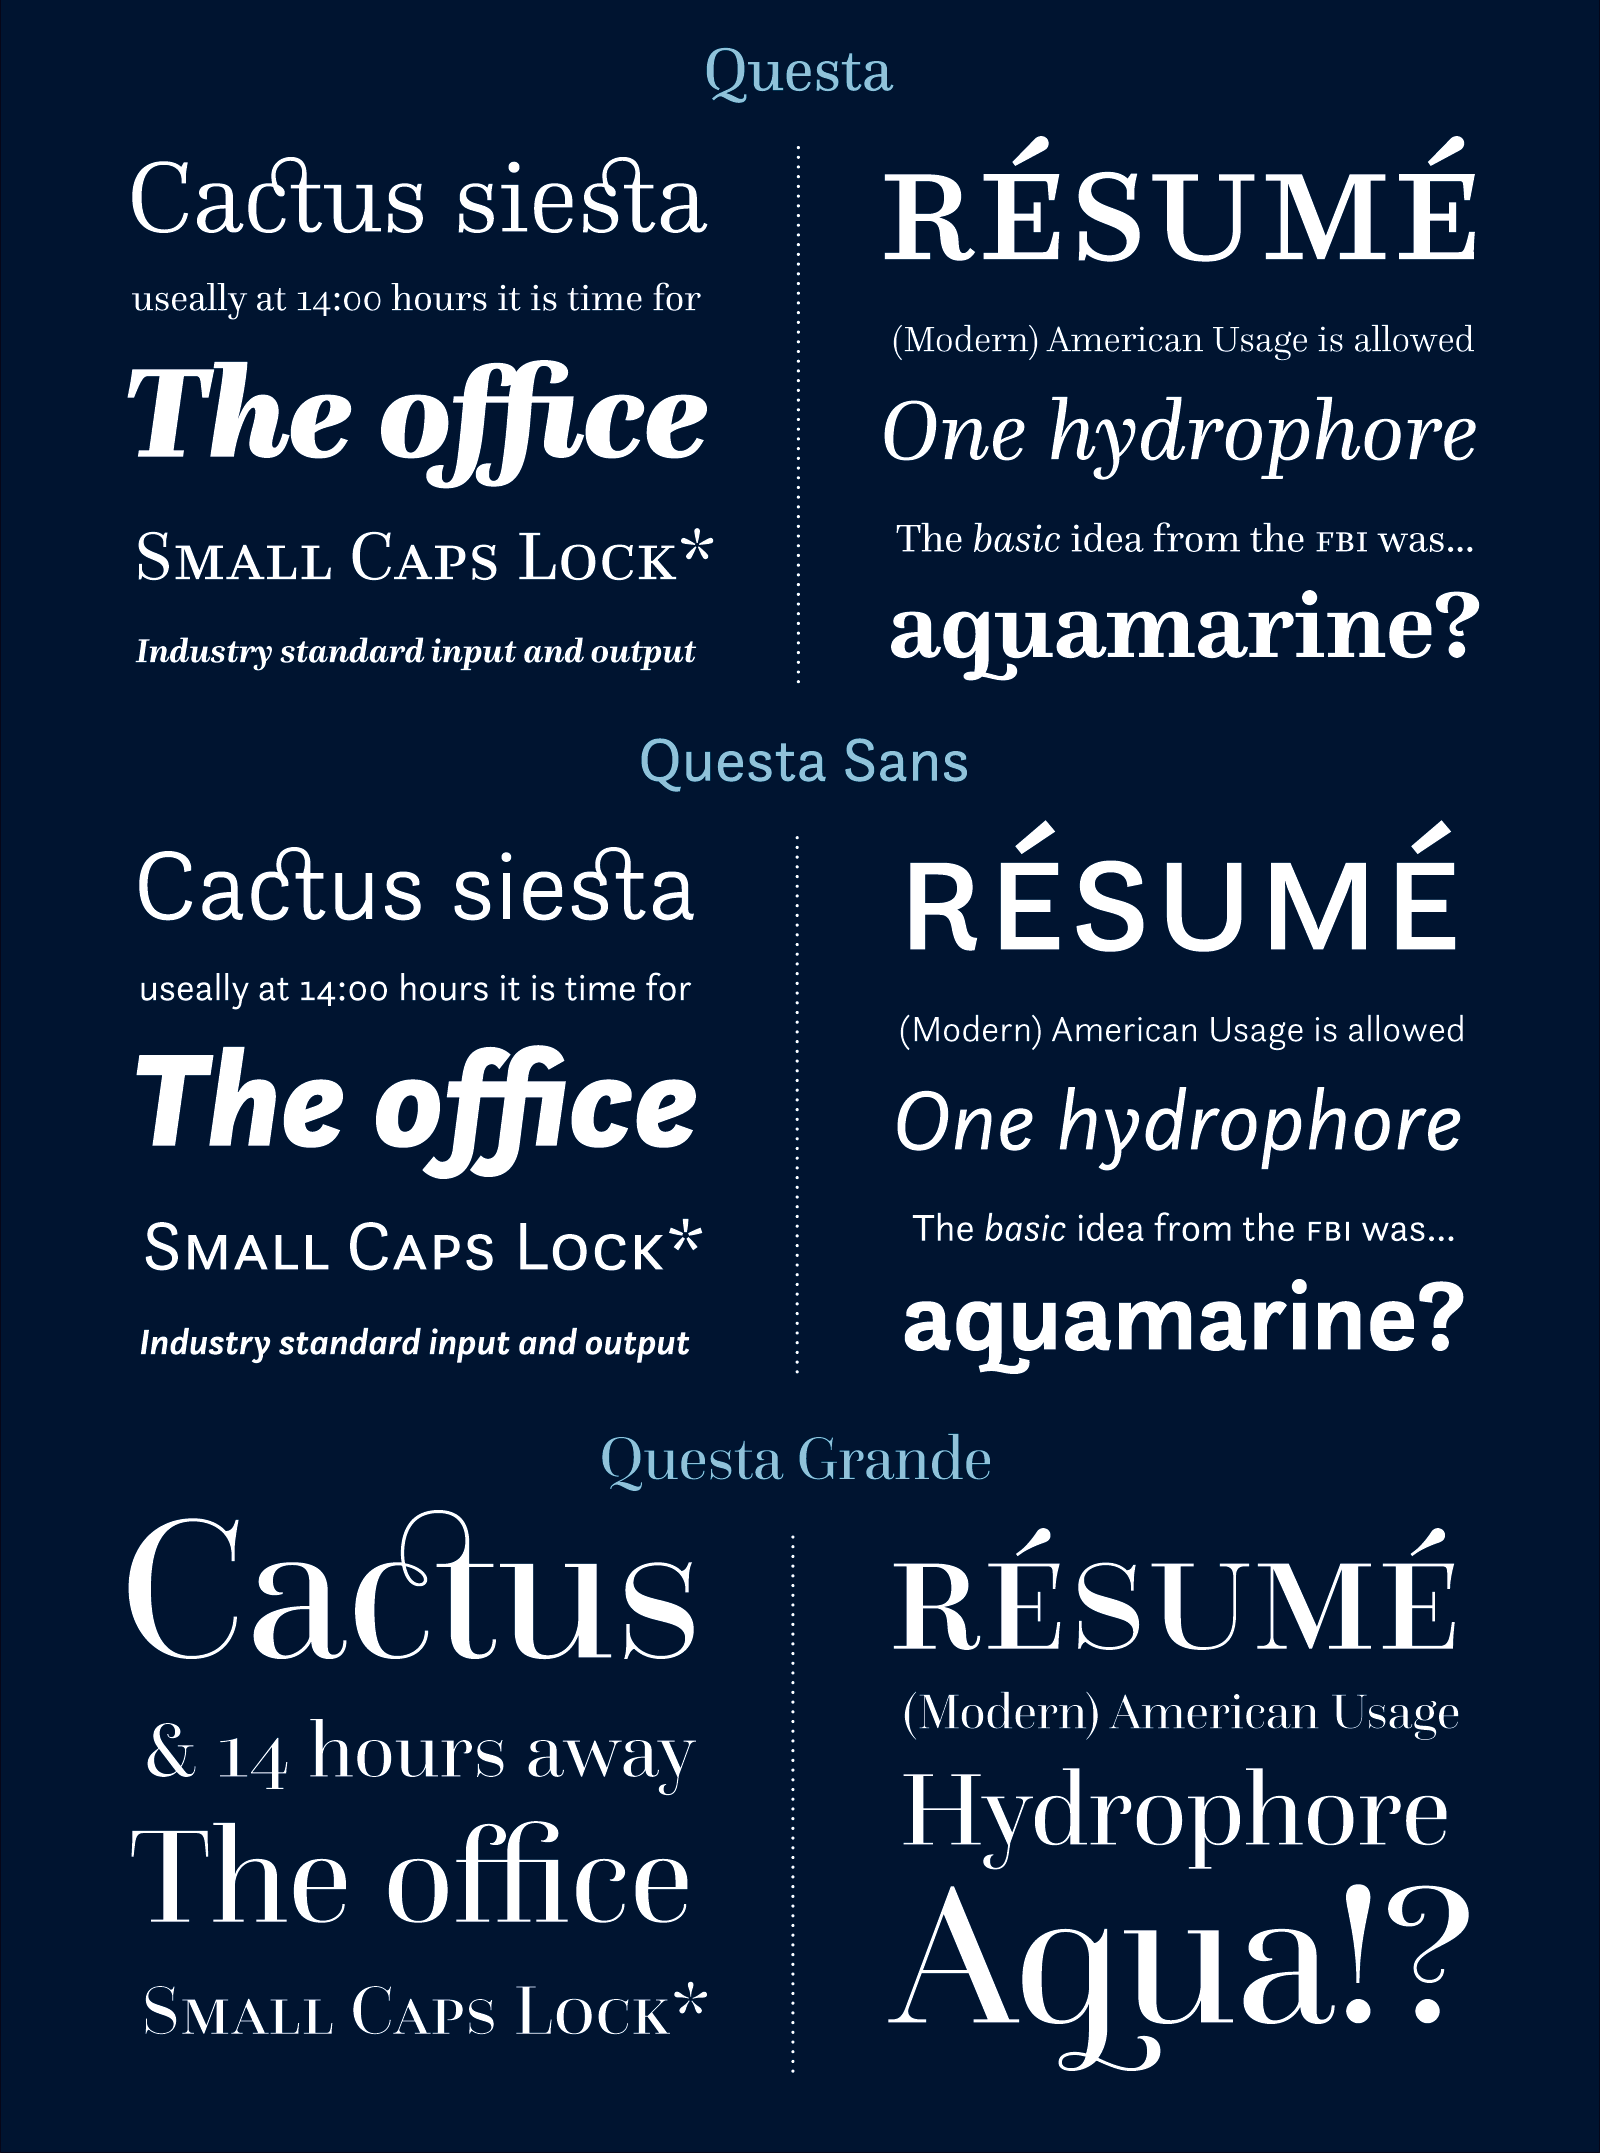 Questa
Cactus siesta
useally at 14:00 hours it is time for
The office
Small Caps Lock*
Industry standard input and output
RÉSUMÉ
(Modern) American Usage is allowed
One hydrophore
The basic idea from the FBI was...
aquamarine?
Questa Sans
Cactus siesta
useally at 14:00 hours it is time for
The office
Small Caps Lock*
Industry standard input and output
RÉSUMÉ
(Modern) American Usage is allowed
One hydrophore
The basic idea from the FBI was...
aquamarine?
Questa Grande
Cactus
& 14 hours away
The office
Small Caps Lock*
RÉSUMÉ
(Modern) American Usage
Hydrophore
Aqua!?